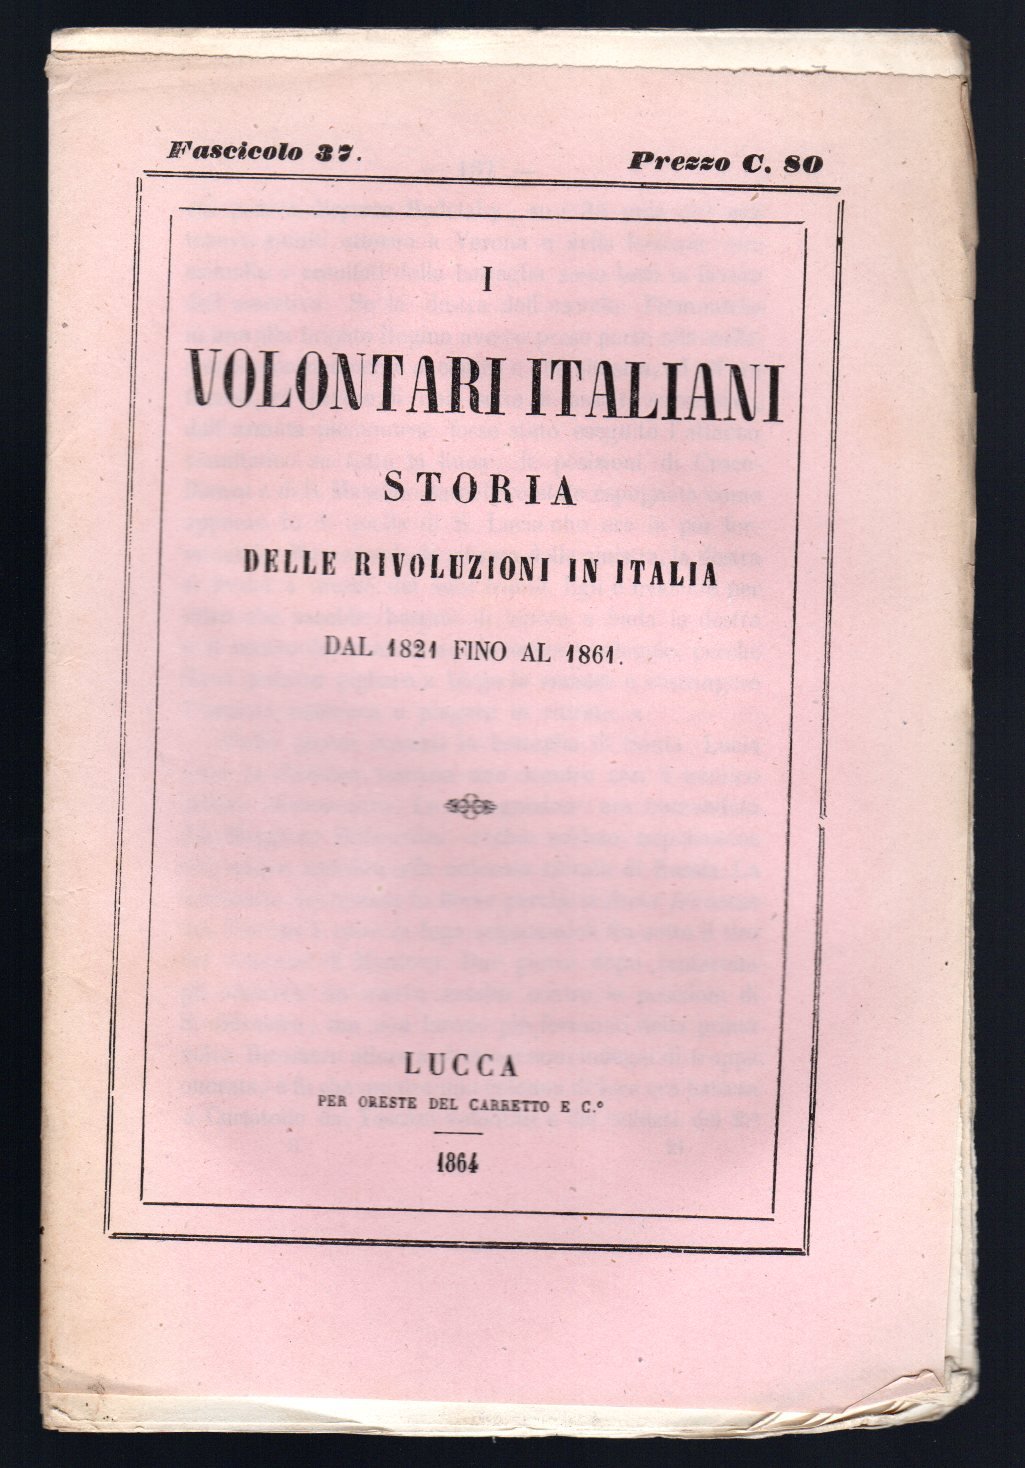 Fascicolo 37.
Prezzo C. 80
I
VOLONTARI ITALIANI
STORIA
DELLE RIVOLUZIONI IN ITALIA
DAL 1821 FINO AL 1861.
LUCCA
PER ORESTE DEL CARRETTO E C.º
1864